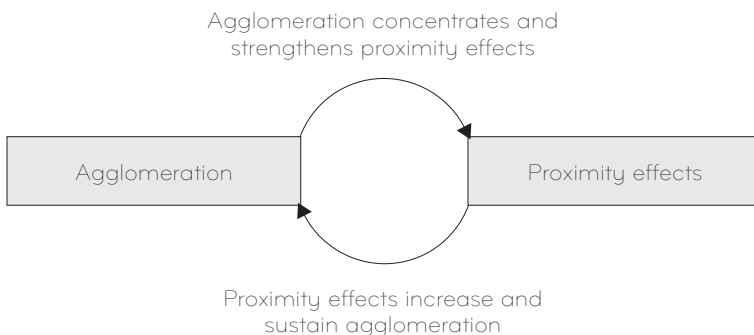 Agglomeration concentrates and
strengthens proximity effects
Agglomeration
Proximity effects
Proximity effects increase and
sustain agglomeration